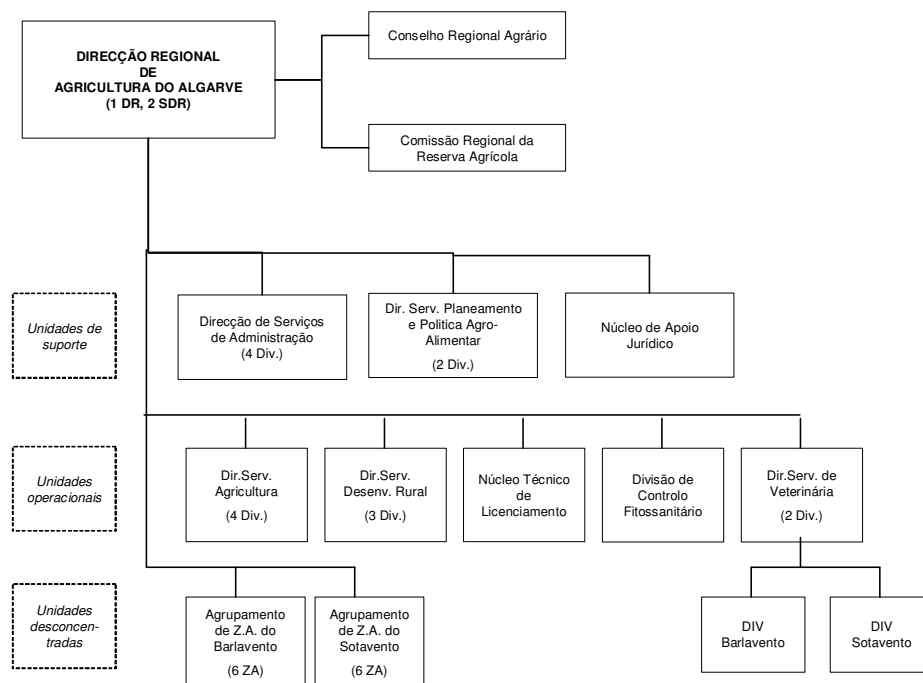 DIRECÇÃO REGIONAL
DE
AGRICULTURA DO ALGARVE
(1 DR, 2 SDR)
Conselho Regional Agrário
Comissão Regional da
Reserva Agrícola
Unidades de
suporte
Direcção de Serviços
de Administração
(4 Div.)
Dir. Serv. Planeamento
e Politica Agro-
Alimentar
(2 Div.)
Núcleo de Apoio
Jurídico
Unidades
operacionais
Dir.Serv.
Agricultura
(4 Div.)
Dir.Serv.
Desenv. Rural
(3 Div.)
Núcleo Técnico
de
Licenciamento
Divisão de
Controlo
Fitossanitário
Dir.Serv. de
Veterinária
(2 Div.)
Unidades
desconcen-
tradas
Agrupamento
de Z.A. do
Barlavento
(6 ZA)
Agrupamento
de Z.A. do
Sotavento
(6 ZA)
DIV
Barlavento
DIV
Sotavento